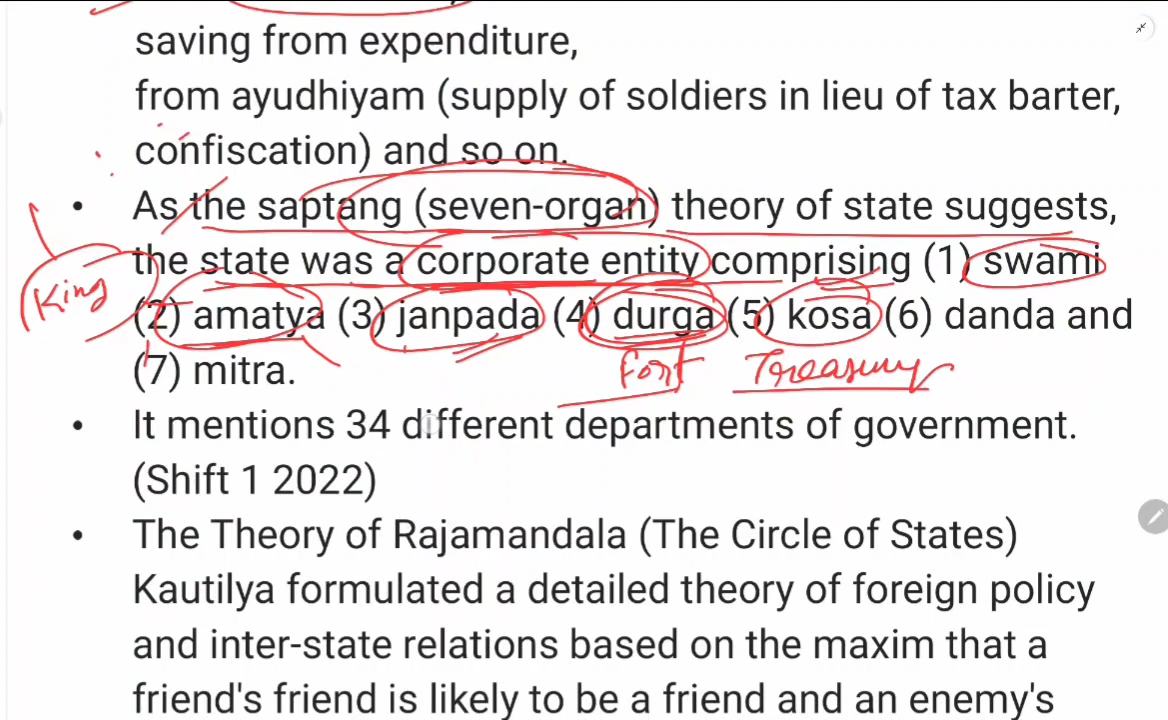 saving from expenditure,
from ayudhiyam (supply of soldiers in lieu of tax barter,
confiscation) and so on.
• As the saptang (seven-organ) theory of state suggests,
the state was a corporate entity comprising (1) swami
King
(2) amatya (3) janpada (4) durga (5) kosa (6) danda and
(7) mitra.
Fort Treasury
• It mentions 34 different departments of government.
(Shift 1 2022)
• The Theory of Rajamandala (The Circle of States)
Kautilya formulated a detailed theory of foreign policy
and inter-state relations based on the maxim that a
friend's friend is likely to be a friend and an enemy's